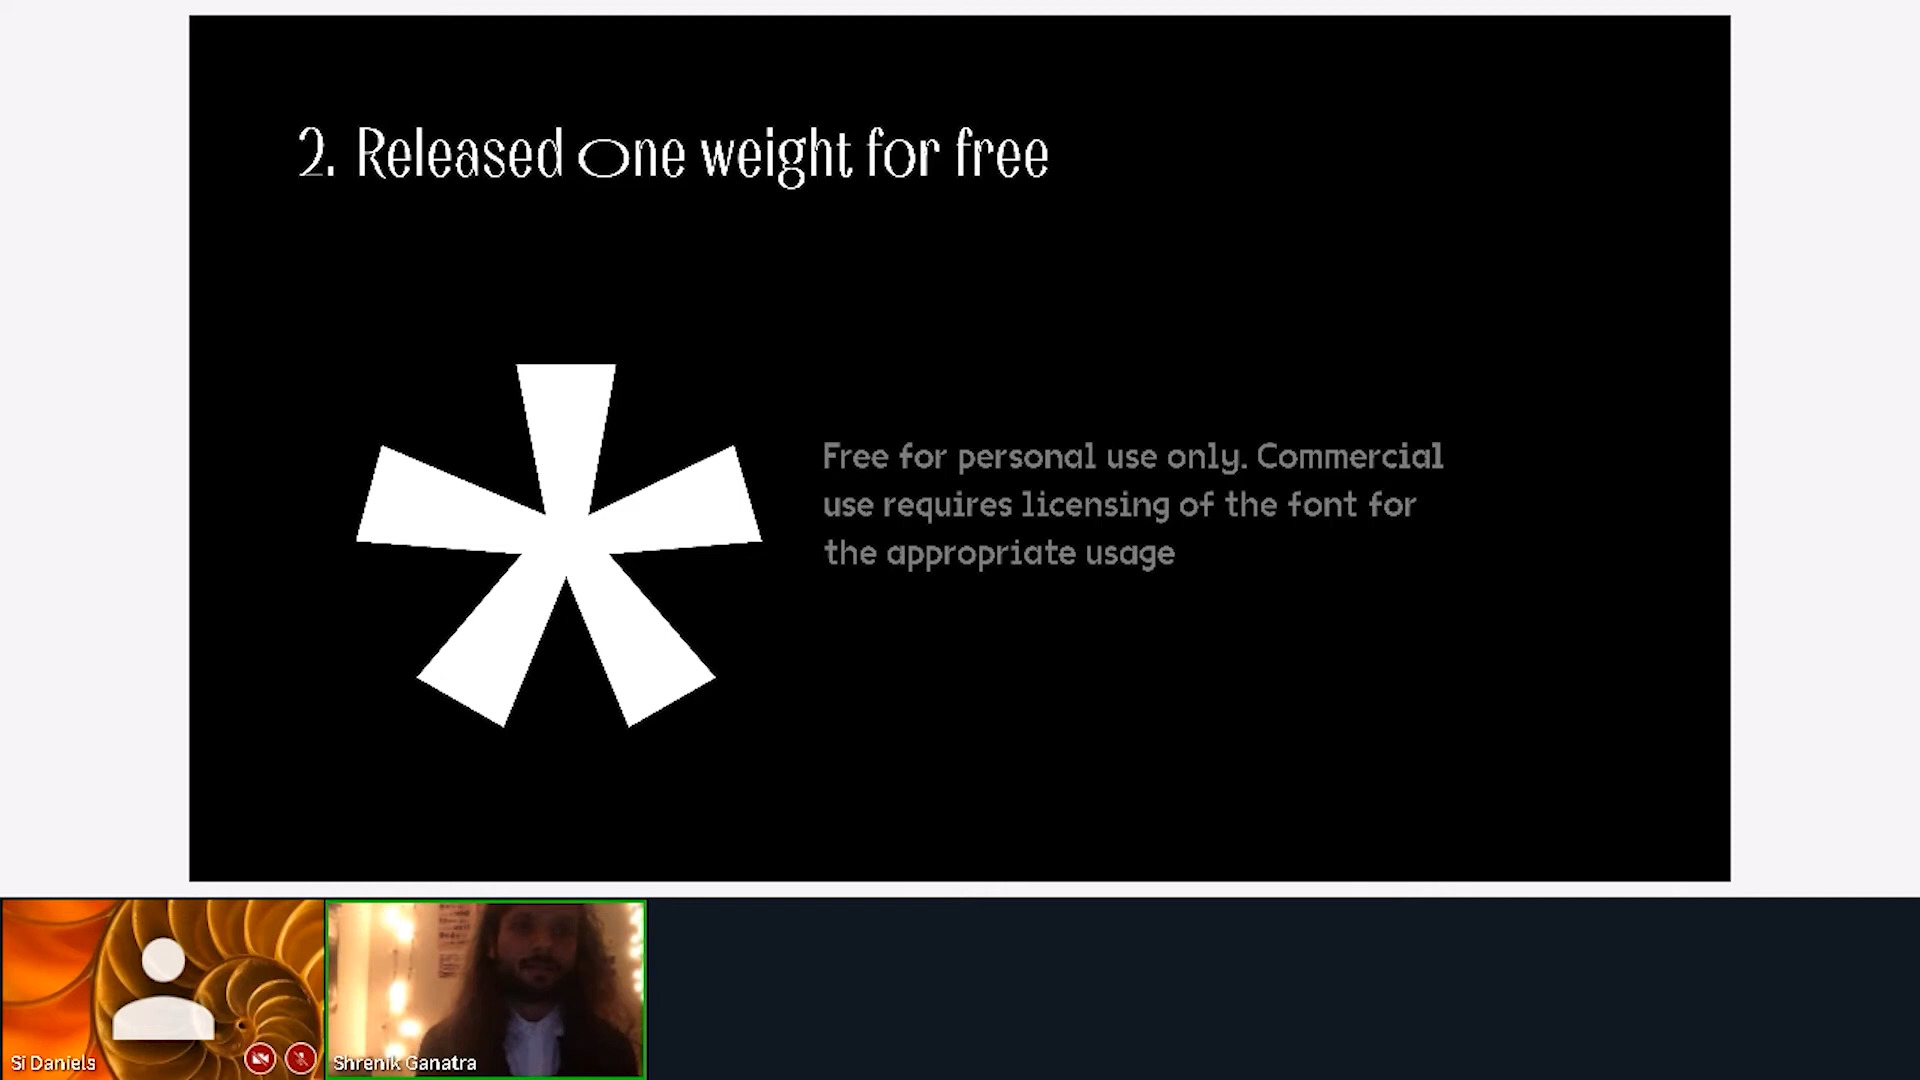 2. Released one weight for free
Free for personal use only. Commercial
use requires licensing of the font for
the appropriate usage
Si Daniels
Shrenik Ganatra